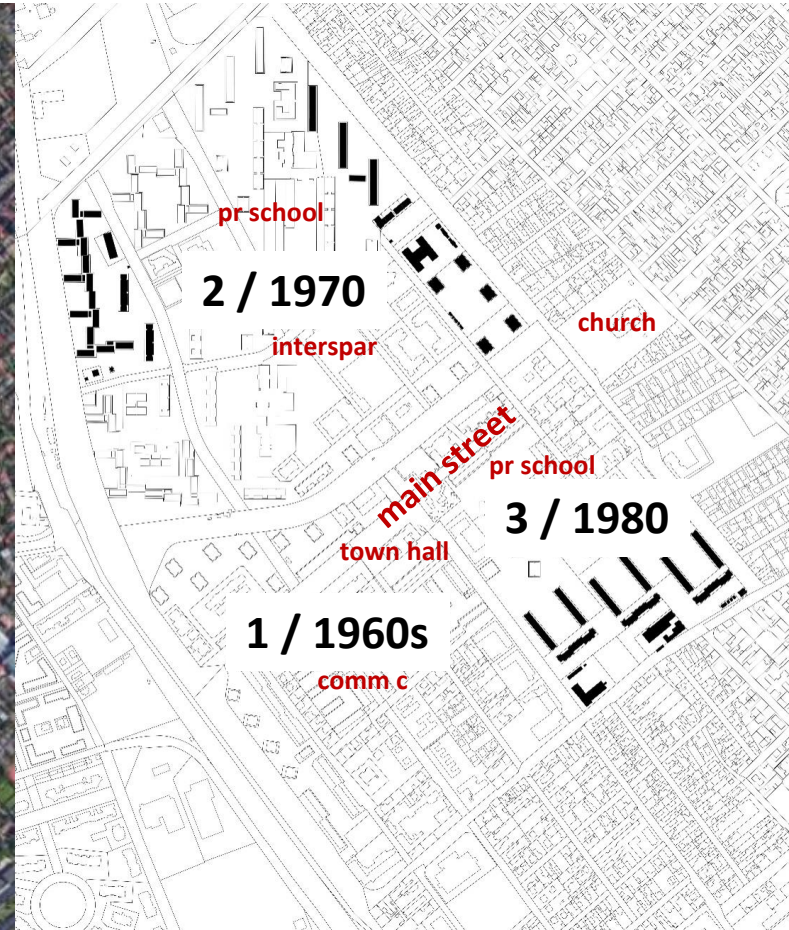 pr school
2 / 1970
church
interspar
main street
pr school
3 / 1980
town hall
1 / 1960s
comm c